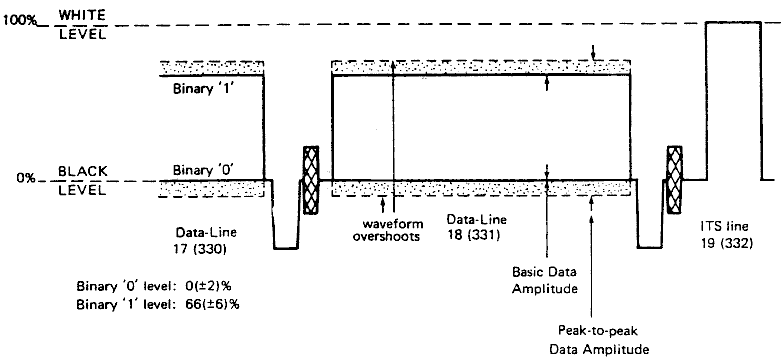 WHITE
100%
LEVEL
Binary '1'
Binary '0'
BLACK
0%
LEVEL
Data-Line
17 (330)
waveform
overshoots
Data-Line
18 (331)
ITS line
19 (332)
Basic Data
Amplitude
Binary '0' level: 0(±2)%
Binary '1' level: 66(±6)%
Peak-to-peak
Data Amplitude